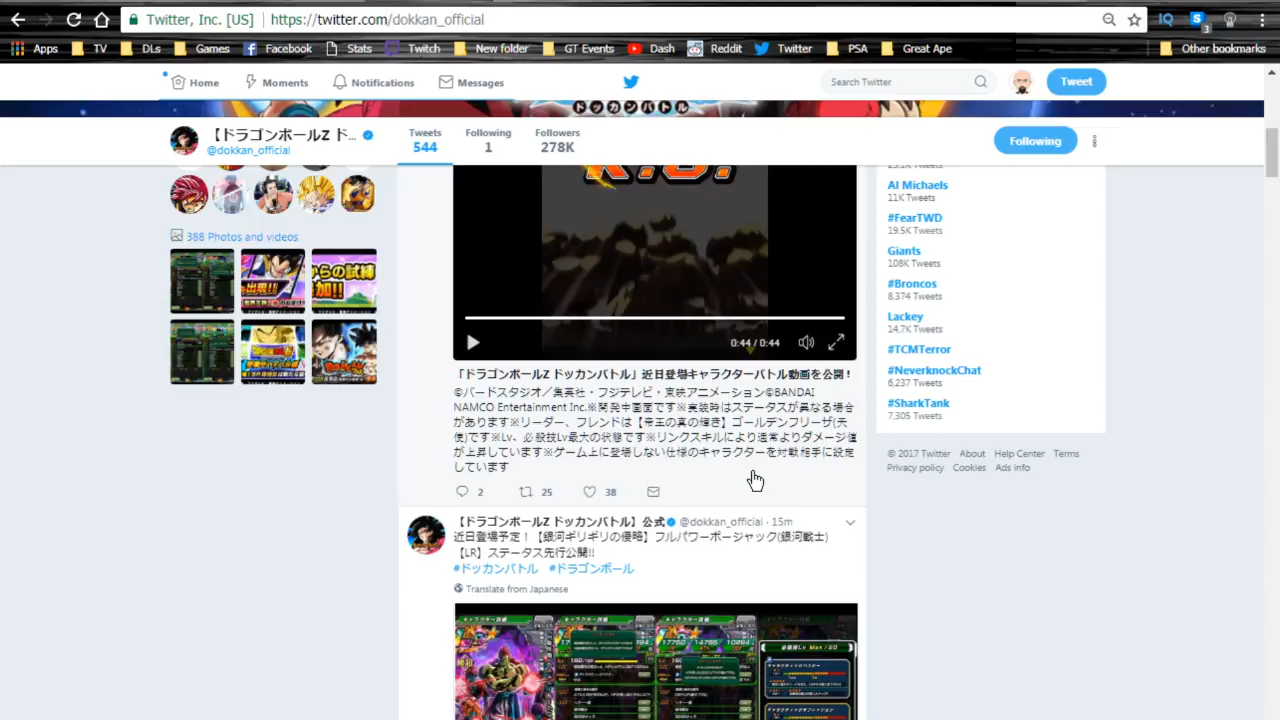 Twitter, Inc. [US]
https://twitter.com/dokkan_official
Apps
TV
DLs
Games
Facebook
Stats
Twitch
New folder
GT Events
Dash
Reddit
Twitter
PSA
Great Ape
Other bookmarks
Home
Moments
Notifications
Messages
Search Twitter
Tweet
ドッカンバトル
【ドラゴンボールZ ド...
@dokkan_official
Tweets
544
Following
1
Followers
278K
Following
388 Photos and videos
0:44 / 0:44
「ドラゴンボールZ ドッカンバトル」近日登場キャラクターバトル動画を公開！
©バードスタジオ／集英社・フジテレビ・東映アニメーション©BANDAI
NAMCO Entertainment Inc.※開発中画面です※実装時はステータスが異なる場合
があります※リーダー、フレンドは【帝王の真の輝き】ゴールデンフリーザ(天
使)です※Lv、必殺技Lv最大の状態です※リンクスキルにより通常よりダメージ値
が上昇しています※ゲーム上に登場しない仕様のキャラクターを対戦相手に設定
しています
2
25
38
【ドラゴンボールZ ドッカンバトル】公式
@dokkan_official · 15m
近日登場予定！【銀河ギリギリの侵略】フルパワーボージャック(銀河戦士)
【LR】ステータス先行公開!!
#ドッカンバトル #ドラゴンボール
Translate from Japanese
Al Michaels
11K Tweets
#FearTWD
19.5K Tweets
Giants
108K Tweets
#Broncos
8,374 Tweets
Lackey
14.7K Tweets
#TCMTerror
#NeverknockChat
6,237 Tweets
#SharkTank
7,305 Tweets
© 2017 Twitter About Help Center Terms
Privacy policy Cookies Ads info